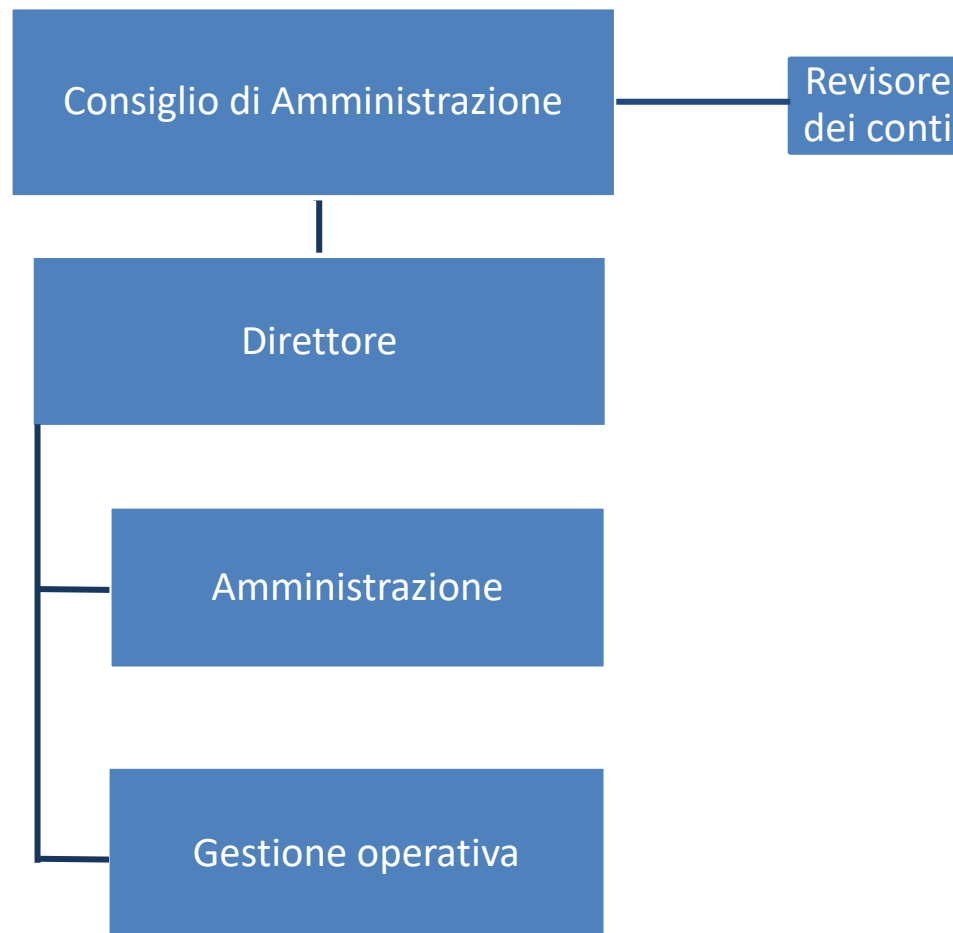 Consiglio di Amministrazione
Revisore
dei conti
Direttore
Amministrazione
Gestione operativa